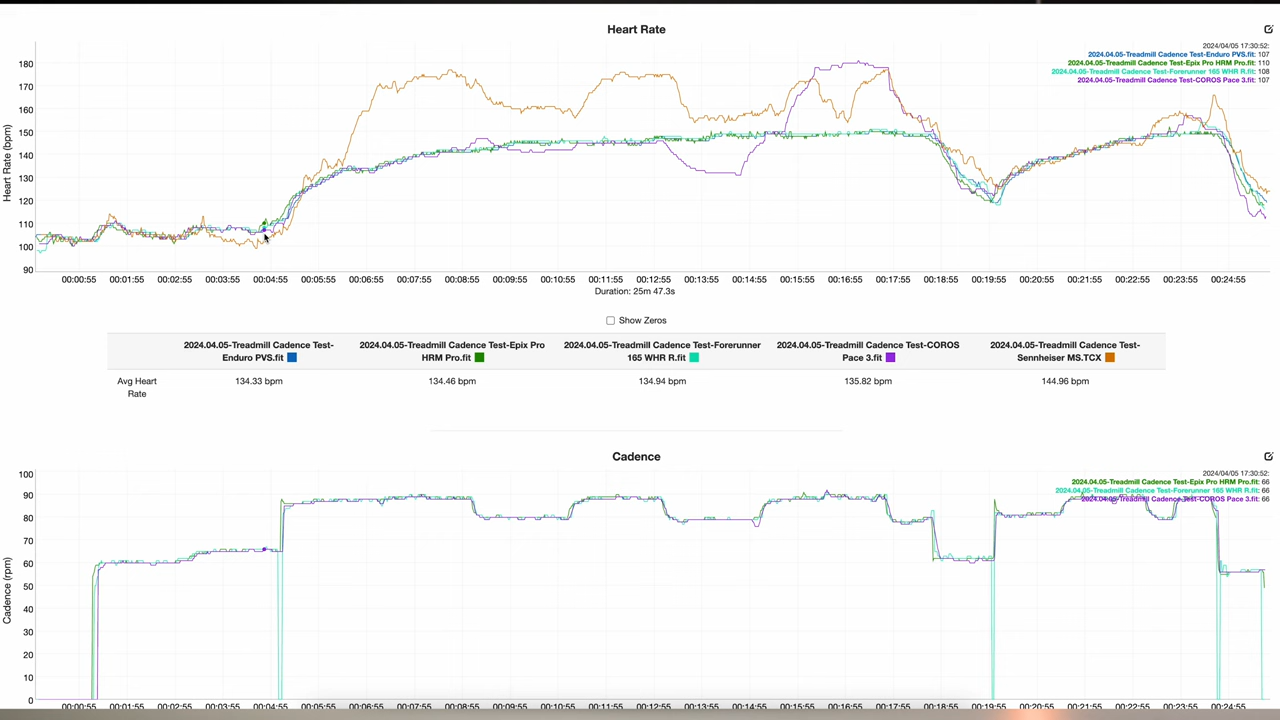 Heart Rate
2024/04/05 17:30:52:
2024.04.05-Treadmill Cadence Test-Enduro PVS.fit: 107
2024.04.05-Treadmill Cadence Test-Epix Pro HRM Pro.fit: 110
2024.04.05-Treadmill Cadence Test-Forerunner 165 WHR R.fit: 108
2024.04.05-Treadmill Cadence Test-COROS Pace 3.fit: 107
180
170
160
150
140
130
120
110
100
90
Heart Rate (bpm)
00:00:55 00:01:55 00:02:55 00:03:55 00:04:55 00:05:55 00:06:55 00:07:55 00:08:55 00:09:55 00:10:55 00:11:55 00:12:55 00:13:55 00:14:55 00:15:55 00:16:55 00:17:55 00:18:55 00:19:55 00:20:55 00:21:55 00:22:55 00:23:55 00:24:55
Duration: 25m 47.3s
Show Zeros
2024.04.05-Treadmill Cadence Test-Enduro PVS.fit
2024.04.05-Treadmill Cadence Test-Epix Pro HRM Pro.fit
2024.04.05-Treadmill Cadence Test-Forerunner 165 WHR R.fit
2024.04.05-Treadmill Cadence Test-COROS Pace 3.fit
2024.04.05-Treadmill Cadence Test-Sennheiser MS.TCX
Avg Heart Rate
134.33 bpm 134.46 bpm 134.94 bpm 135.82 bpm 144.96 bpm
Cadence
2024/04/05 17:30:52:
2024.04.05-Treadmill Cadence Test-Epix Pro HRM Pro.fit: 66
2024.04.05-Treadmill Cadence Test-Forerunner 165 WHR R.fit: 66
2024.04.05-Treadmill Cadence Test-COROS Pace 3.fit: 66
100
90
80
70
60
50
40
30
20
10
0
Cadence (rpm)
00:00:55 00:01:55 00:02:55 00:03:55 00:04:55 00:05:55 00:06:55 00:07:55 00:08:55 00:09:55 00:10:55 00:11:55 00:12:55 00:13:55 00:14:55 00:15:55 00:16:55 00:17:55 00:18:55 00:19:55 00:20:55 00:21:55 00:22:55 00:23:55 00:24:55